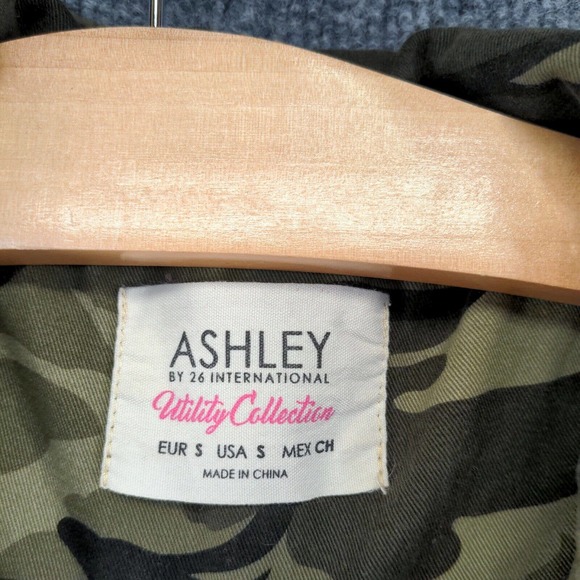 ASHLEY
BY 26 INTERNATIONAL
Utility Collection
EUR S USA S MEX CH
MADE IN CHINA